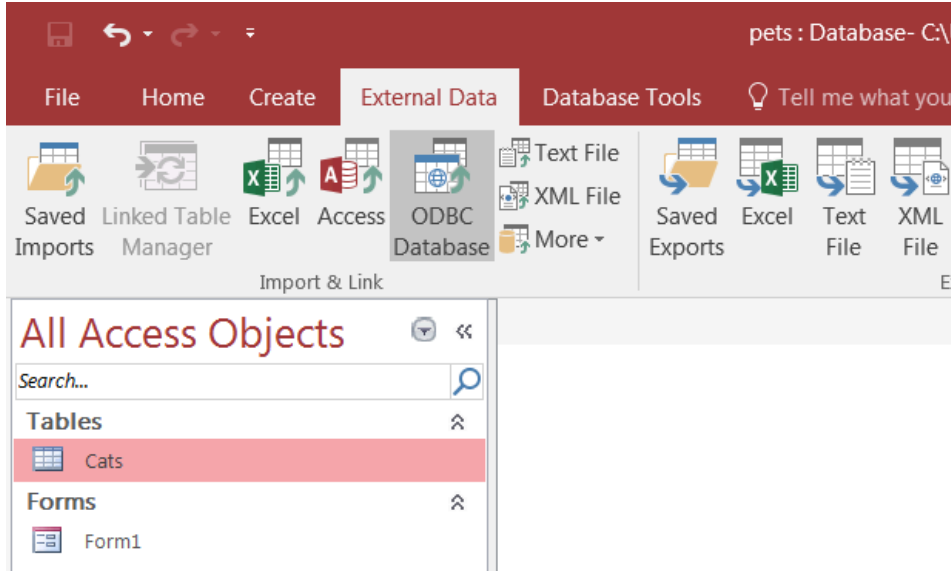 pets : Database- C:\
File Home Create External Data Database Tools Tell me what you
Saved Imports
Linked Table Manager
Excel
Access
ODBC Database
Text File
XML File
More
Saved Exports
Excel
Text File
XML File
Import & Link
E
All Access Objects
Search...
Tables
Cats
Forms
Form1